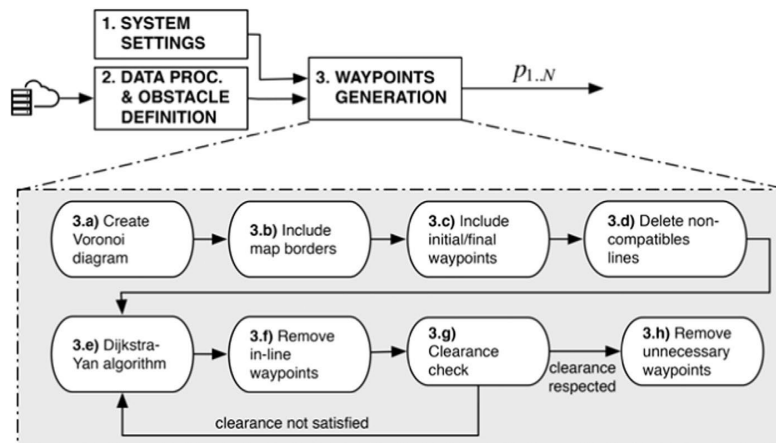 1. SYSTEM
SETTINGS
2. DATA PROC.
& OBSTACLE
DEFINITION
3. WAYPOINTS
GENERATION
p1..N
3.a) Create
Voronoi
diagram
3.b) Include
map borders
3.c) Include
initial/final
waypoints
3.d) Delete non-
compatibles
lines
3.e) Dijkstra-
Yan algorithm
3.f) Remove
in-line
waypoints
3.g)
Clearance
check
clearance
respected
3.h) Remove
unnecessary
waypoints
clearance not satisfied